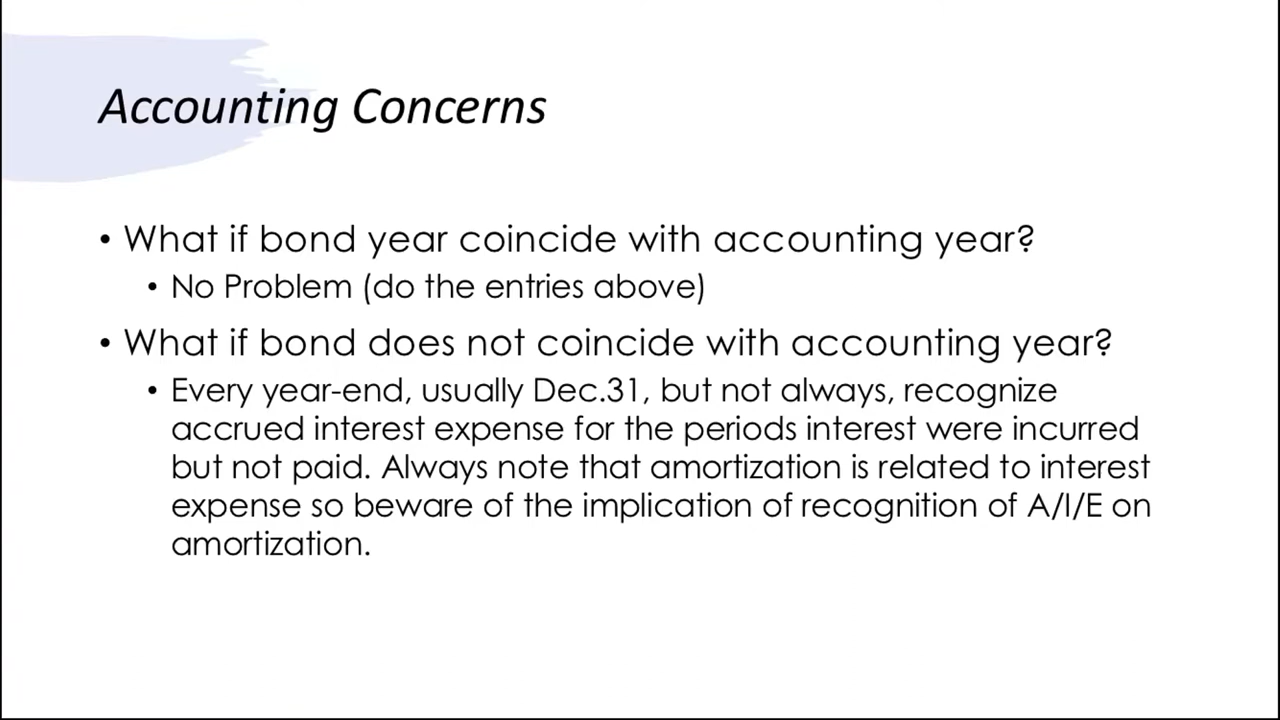 Accounting Concerns
• What if bond year coincide with accounting year?
• No Problem (do the entries above)
• What if bond does not coincide with accounting year?
• Every year-end, usually Dec.31, but not always, recognize
accrued interest expense for the periods interest were incurred
but not paid. Always note that amortization is related to interest
expense so beware of the implication of recognition of A/I/E on
amortization.